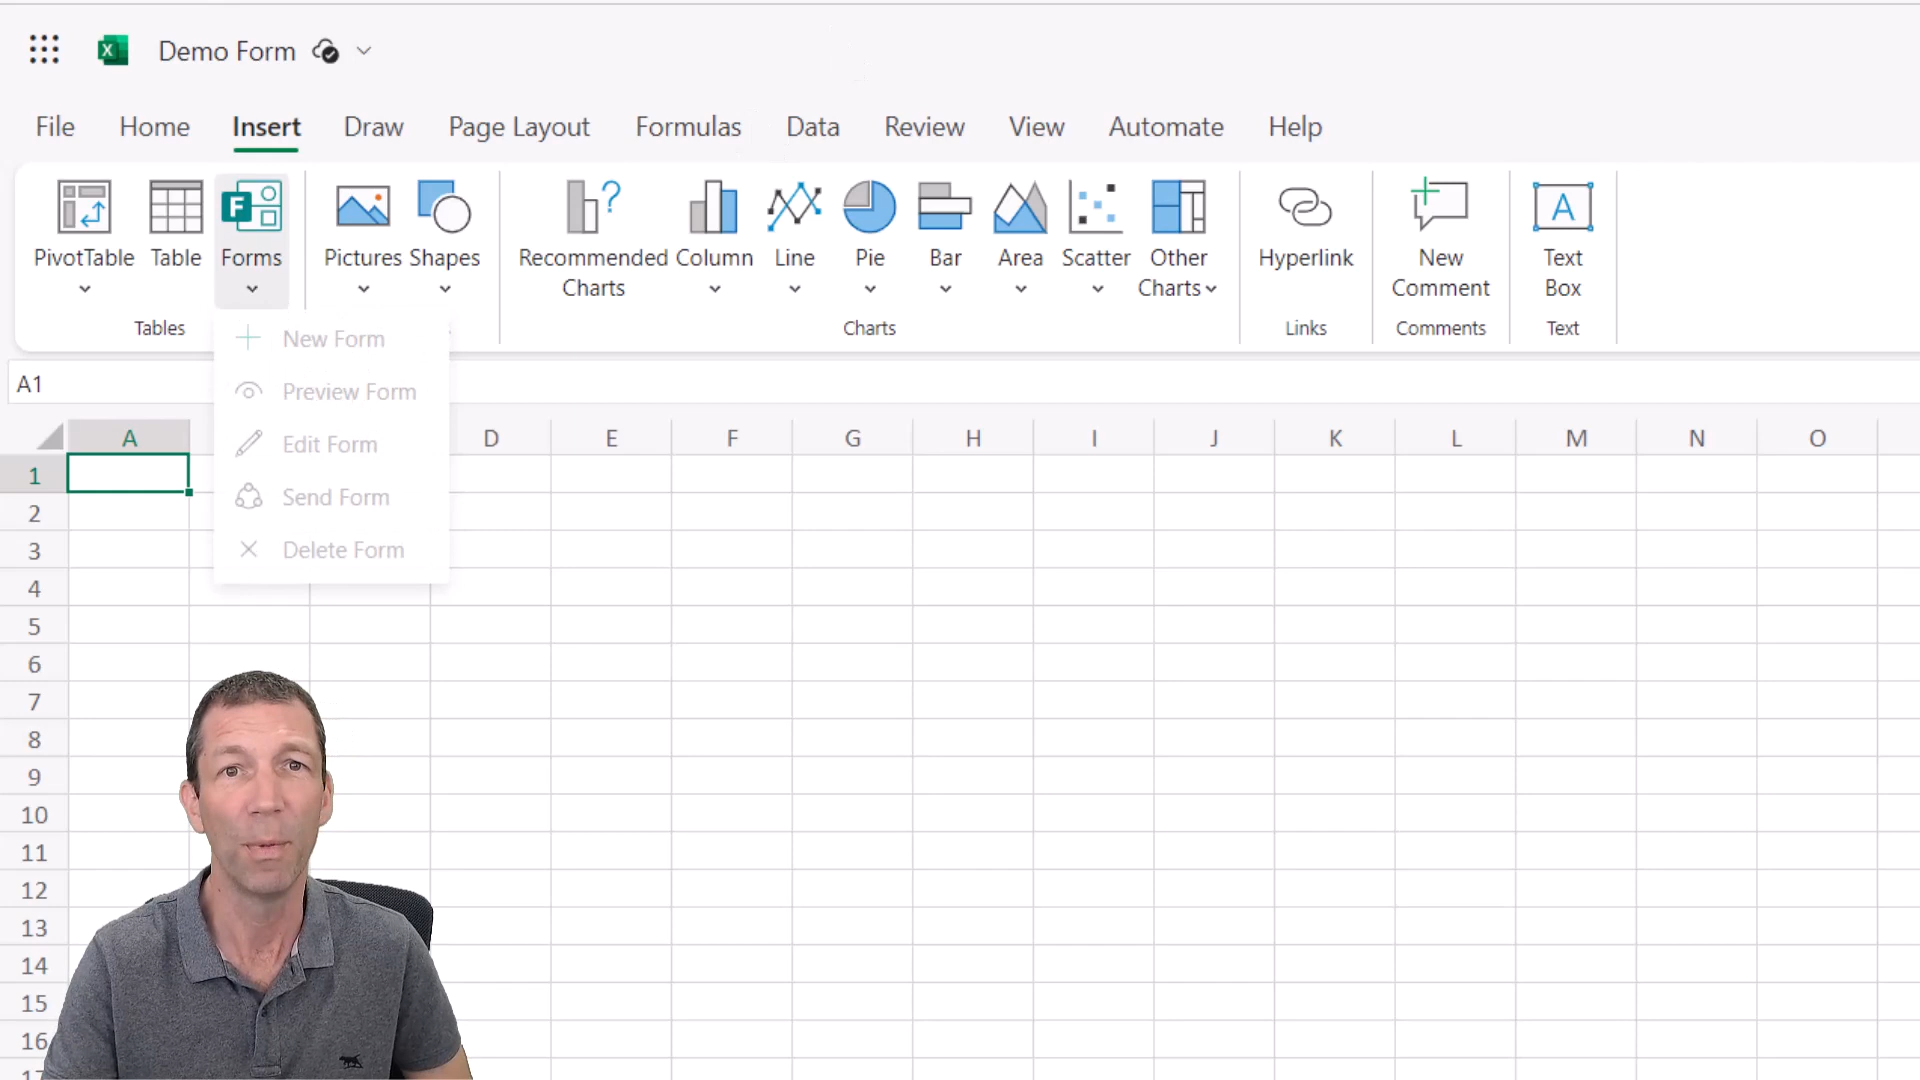 Demo Form
File Home Insert Draw Page Layout Formulas Data Review View Automate Help
PivotTable Table Forms Pictures Shapes Recommended Charts Column Line Pie Bar Area Scatter Other Charts Hyperlink New Comment Text Box
Tables Charts Links Comments Text
New Form
Preview Form
Edit Form
Send Form
Delete Form
A1
A D E F G H I J K L M N O
1
2
3
4
5
6
7
8
9
10
11
12
13
14
15
16
17